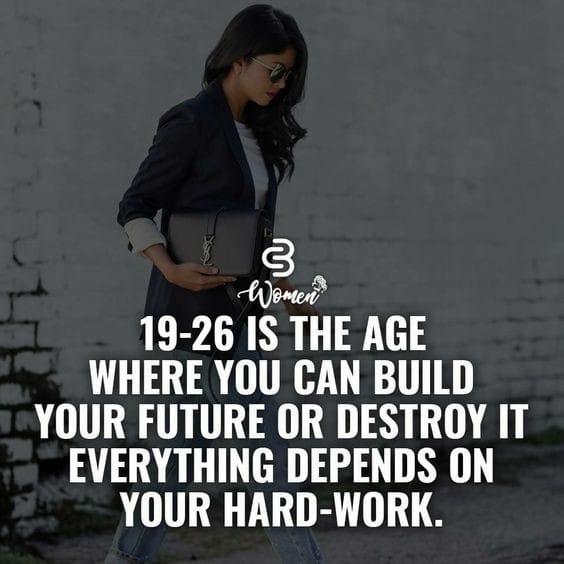 Women
19-26 IS THE AGE
WHERE YOU CAN BUILD
YOUR FUTURE OR DESTROY IT
EVERYTHING DEPENDS ON
YOUR HARD-WORK.